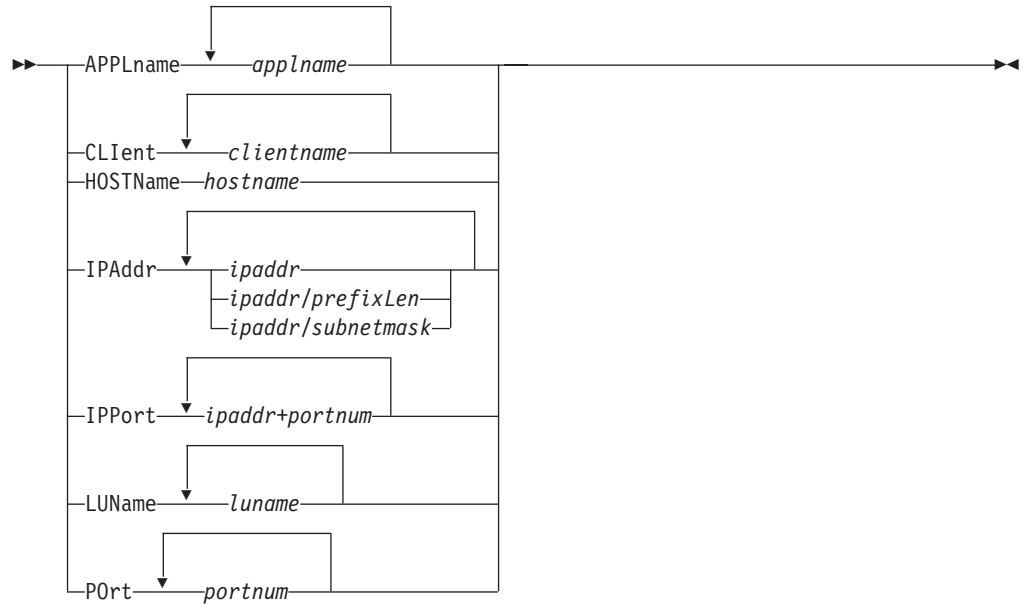 APPLname applname
CLIent clientname
HOSTName hostname
IPAddr ipaddr
ipaddr/prefixLen
ipaddr/subnetmask
IPPort ipaddr+portnum
LUName luname
POrt portnum